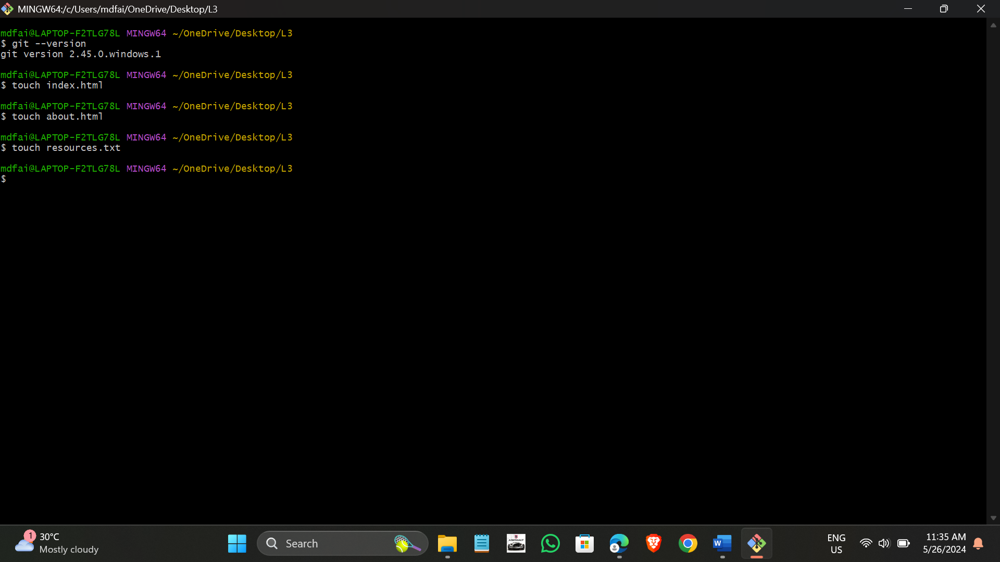 MINGW64:/c/Users/mdfai/OneDrive/Desktop/L3
mdfai@LAPTOP-F2TLG78L MINGW64 ~/OneDrive/Desktop/L3
$ git --version
git version 2.45.0.windows.1
mdfai@LAPTOP-F2TLG78L MINGW64 ~/OneDrive/Desktop/L3
$ touch index.html
mdfai@LAPTOP-F2TLG78L MINGW64 ~/OneDrive/Desktop/L3
$ touch about.html
mdfai@LAPTOP-F2TLG78L MINGW64 ~/OneDrive/Desktop/L3
$ touch resources.txt
mdfai@LAPTOP-F2TLG78L MINGW64 ~/OneDrive/Desktop/L3
$
1
30°C
Mostly cloudy
Search
ASPHALT
W
ENG
US
11:35 AM
5/26/2024